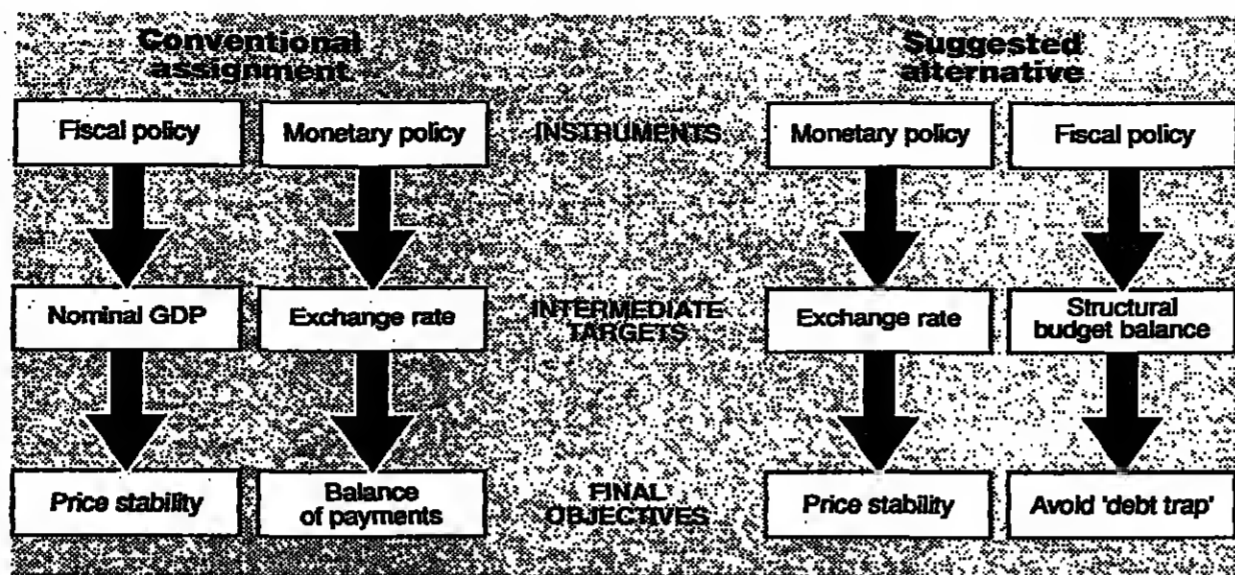 Conventional
assignment
Suggested
alternative
Fiscal policy
Monetary policy
INSTRUMENTS
Monetary policy
Fiscal policy
Nominal GDP
Exchange rate
INTERMEDIATE
TARGETS
Exchange rate
Structural
budget balance
Price stability
Balance
of payments
FINAL
OBJECTIVES
Price stability
Avoid 'debt trap'